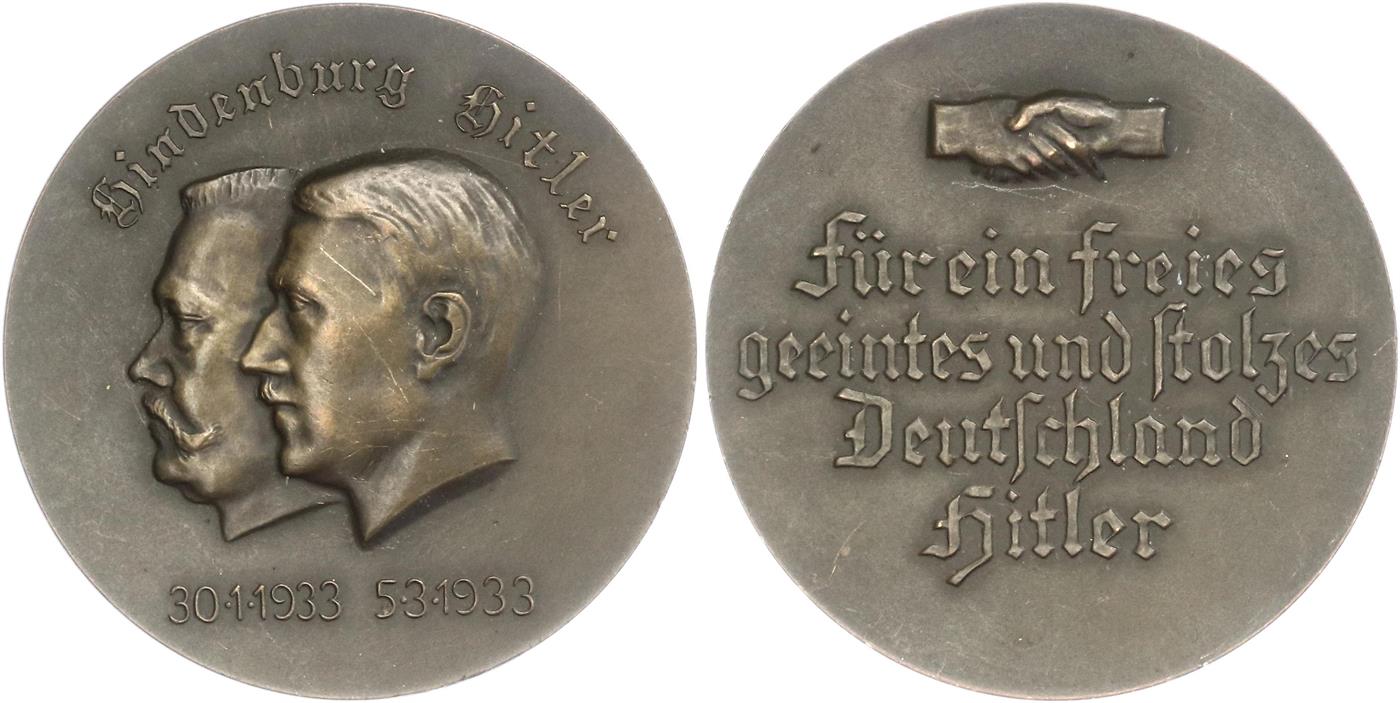 Hindenburg Hitler
30·1·1933 5·3·1933
Für ein freies
geeintes und stolzes
Deutschland
Hitler